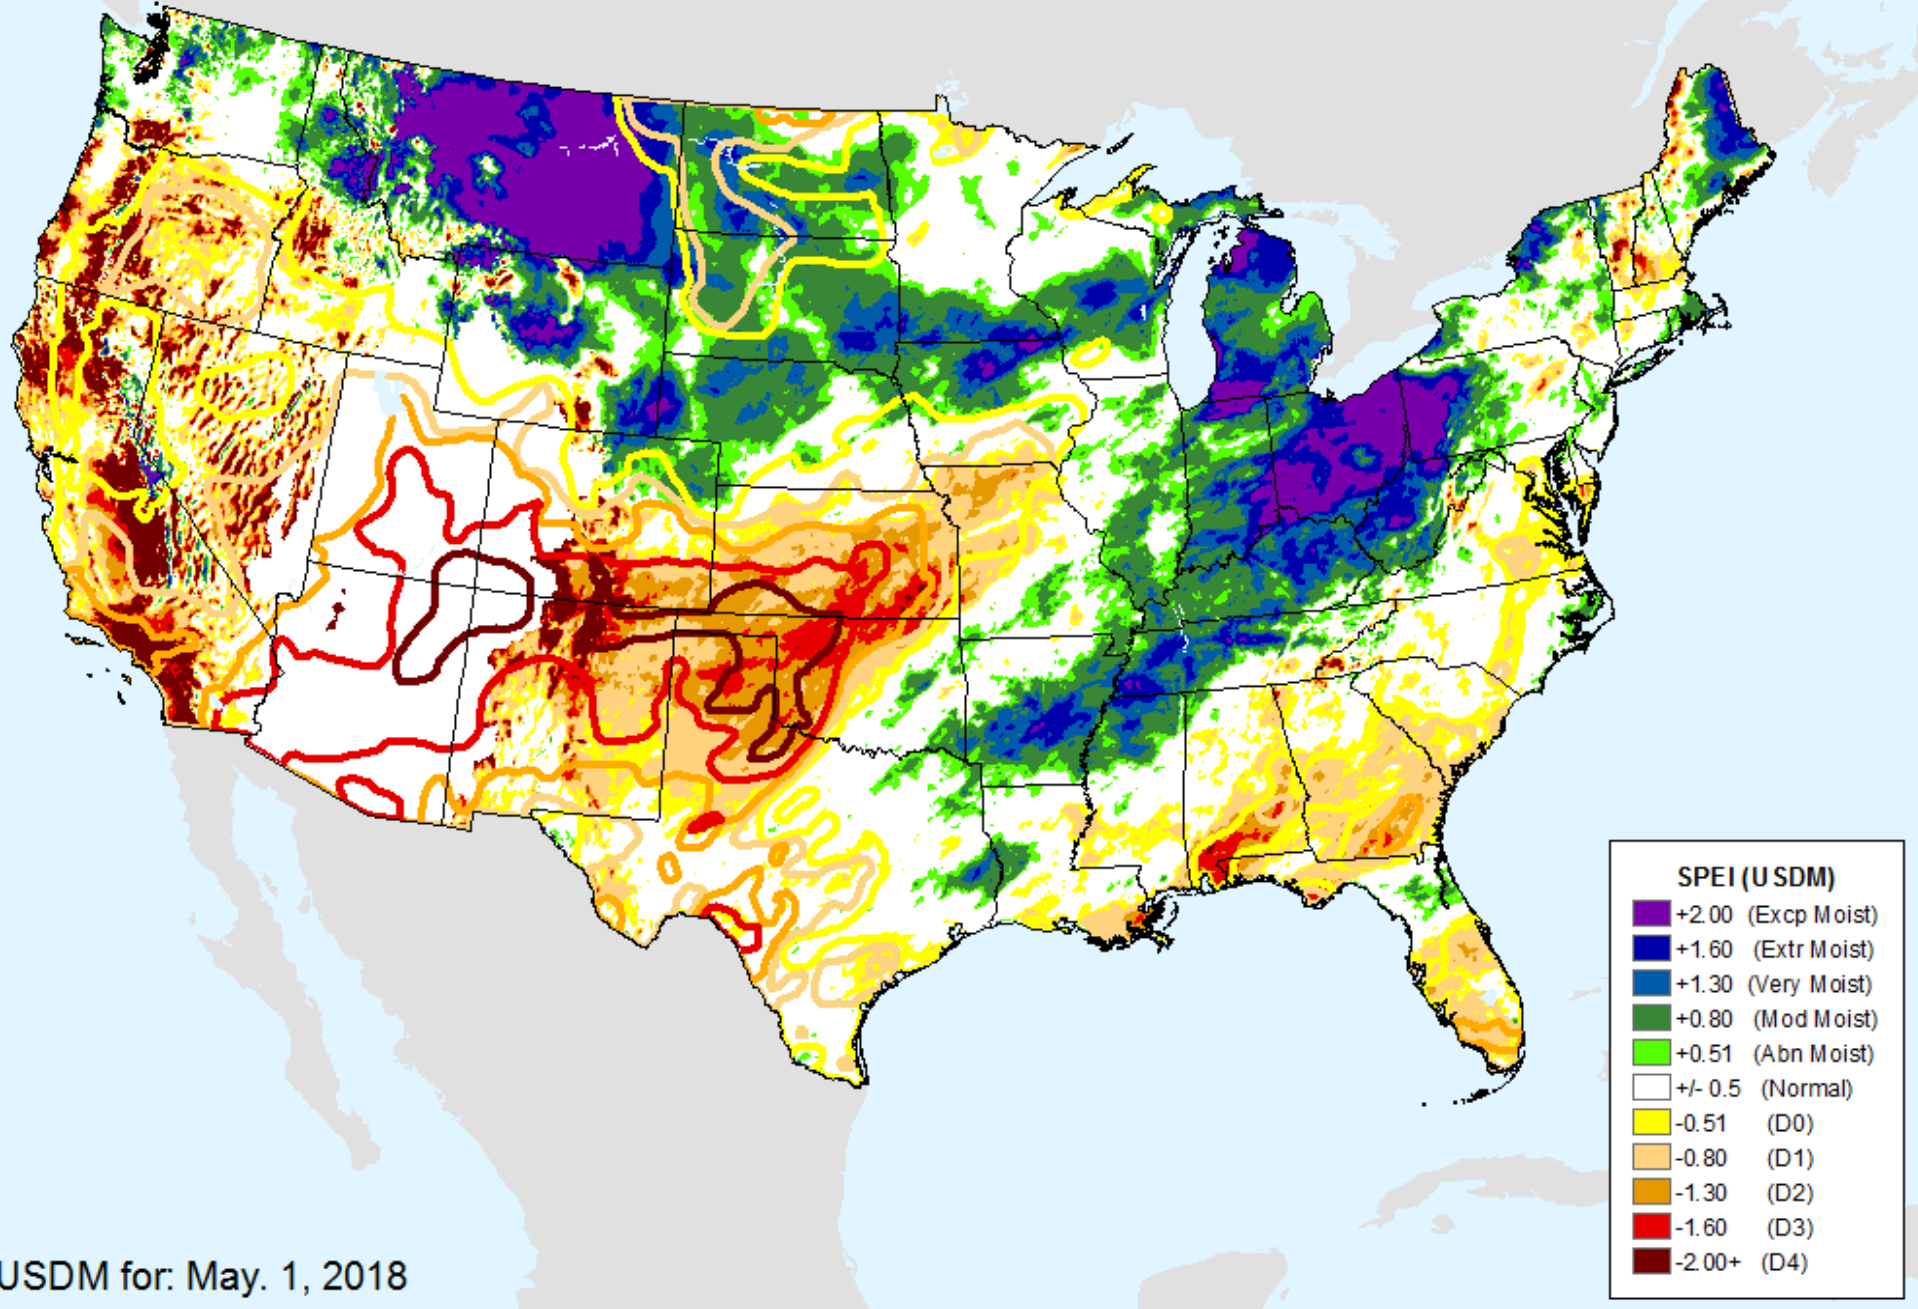 SPEI (USDM)
+2.00 (Excp Moist)
+1.60 (Extr Moist)
+1.30 (Very Moist)
+0.80 (Mod Moist)
+0.51 (Abn Moist)
+/- 0.5 (Normal)
-0.51 (D0)
-0.80 (D1)
-1.30 (D2)
-1.60 (D3)
-2.00+ (D4)
USDM for: May. 1, 2018